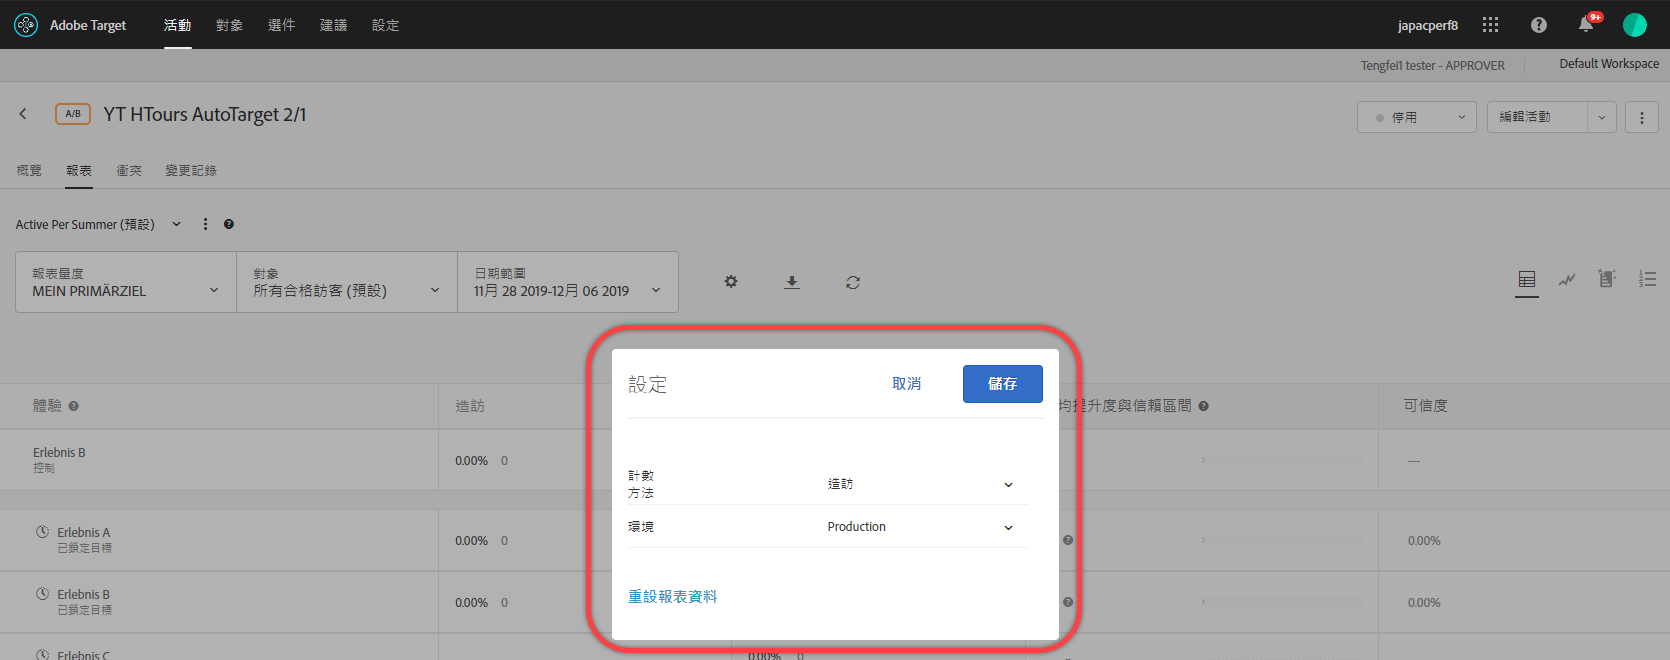 Adobe Target
活動
對象
選件
建議
設定
japacperf8
9+
Tengfei1 tester - APPROVER
Default Workspace
A/B
YT HTours AutoTarget 2/1
停用
編輯活動
概覽
報表
衝突
變更記錄
Active Per Summer (預設)
報表量度
MEIN PRIMÄRZIEL
對象
所有合格訪客 (預設)
日期範圍
11月 28 2019-12月 06 2019
設定
取消
儲存
體驗
造訪
均提升度與信賴區間
可信度
Erlebnis B
控制
0.00% 0
---
計數
方法
造訪
環境
Production
Erlebnis A
已鎖定目標
0.00% 0
0.00%
Erlebnis B
已鎖定目標
0.00% 0
0.00%
重設報表資料
Erlebnis C
0.00% 0